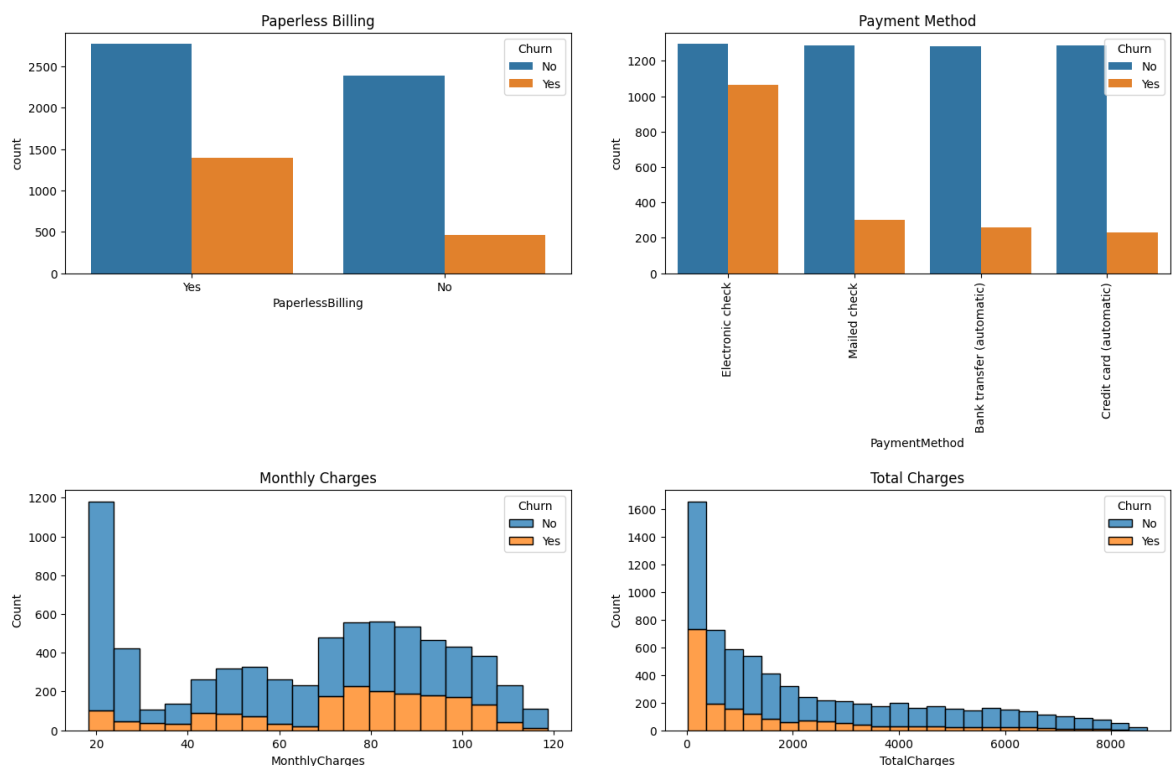 Paperless Billing
Churn
No
Yes
count
2500
2000
1500
1000
500
0
Yes
No
PaperlessBilling
Payment Method
Churn
No
Yes
count
1200
1000
800
600
400
200
0
Electronic check
Mailed check
Bank transfer (automatic)
Credit card (automatic)
PaymentMethod
Monthly Charges
Churn
No
Yes
Count
1200
1000
800
600
400
200
0
20
40
60
80
100
120
MonthlyCharges
Total Charges
Churn
No
Yes
Count
1600
1400
1200
1000
800
600
400
200
0
0
2000
4000
6000
8000
TotalCharges